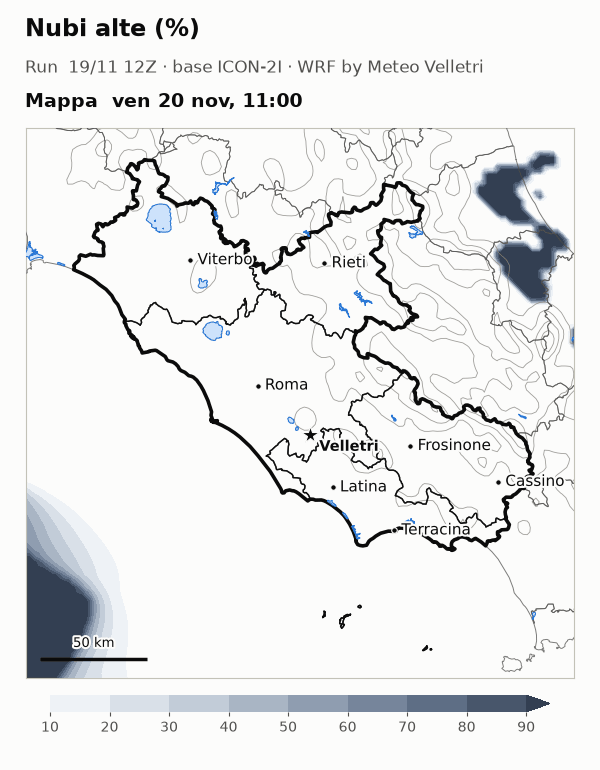 Nubi alte (%)
Run 19/11 12Z · base ICON-2I · WRF by Meteo Velletri
Mappa ven 20 nov, 11:00
Viterbo
Rieti
Roma
Velletri
Frosinone
Cassino
Latina
Terracina
50 km
10 20 30 40 50 60 70 80 90